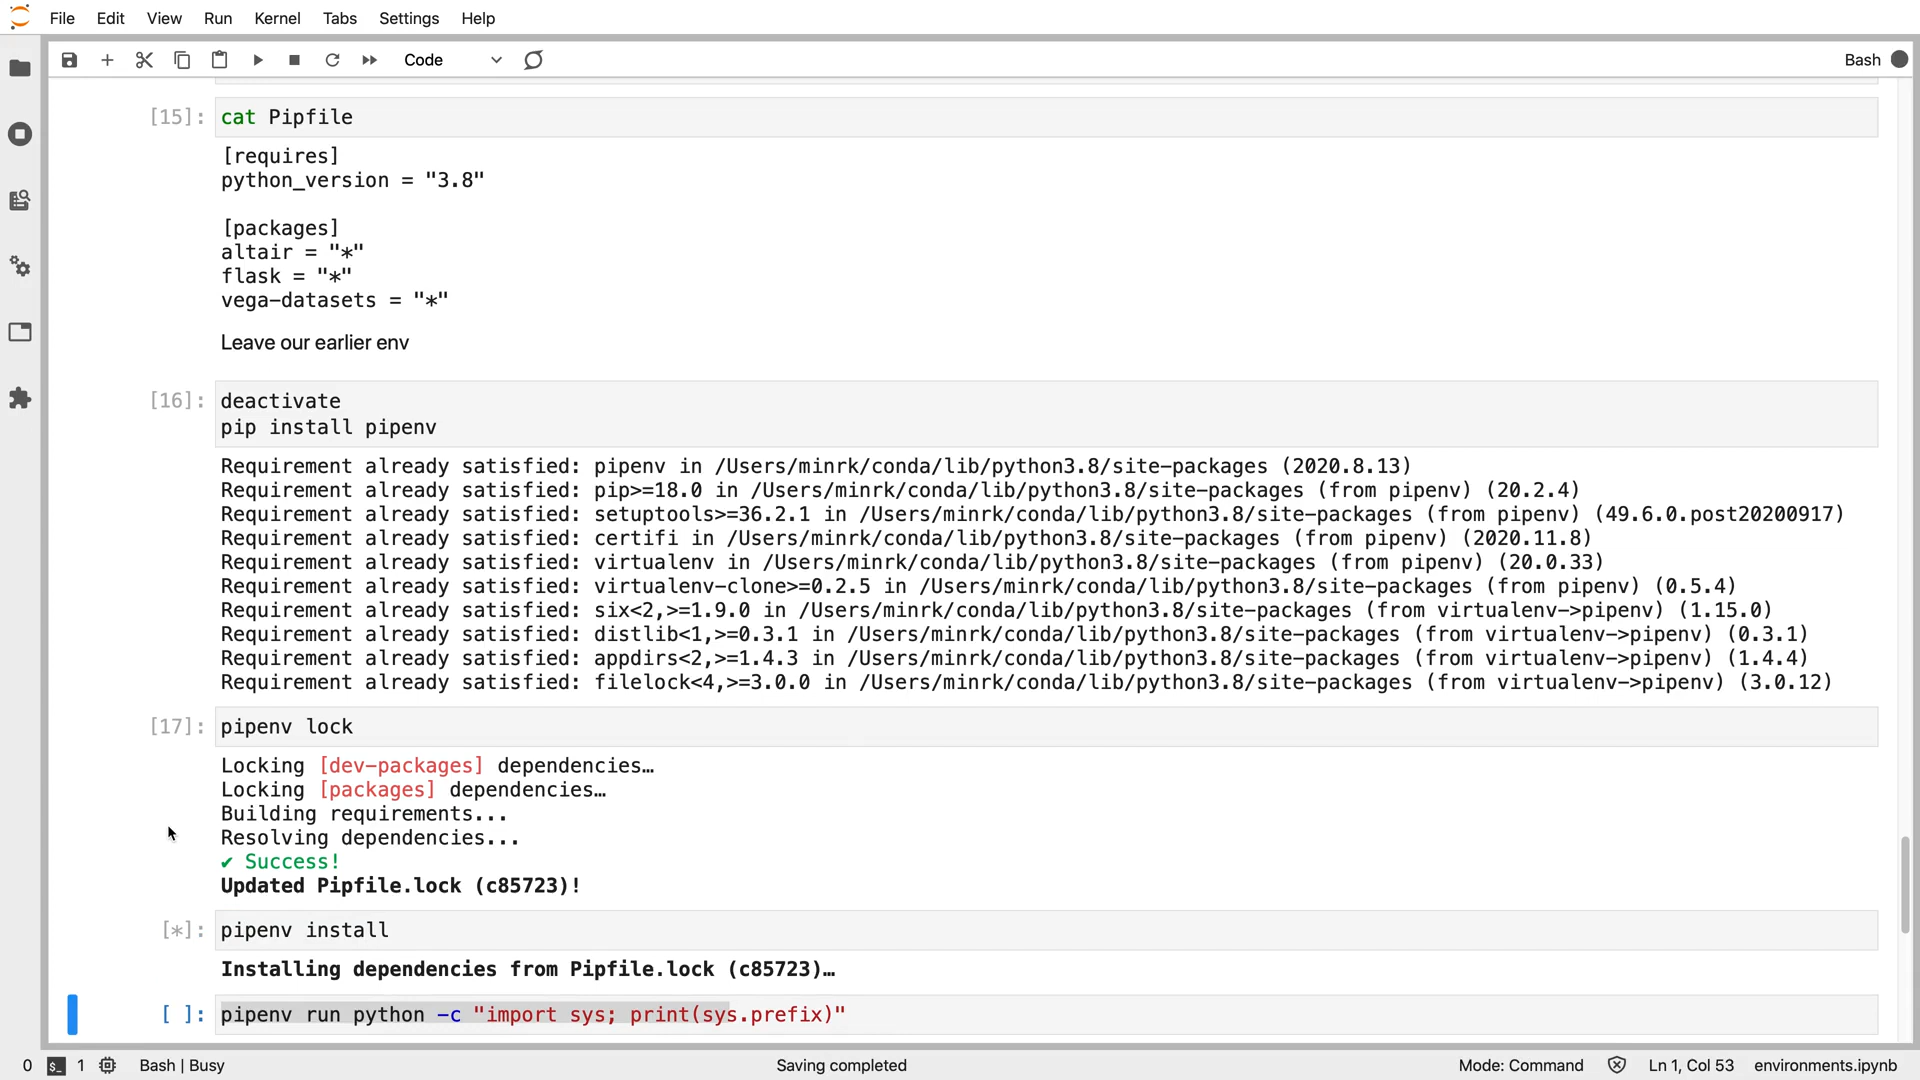 File Edit View Run Kernel Tabs Settings Help
Code
Bash
[15]: cat Pipfile
[requires]
python_version = "3.8"
[packages]
altair = "*"
flask = "*"
vega-datasets = "*"
Leave our earlier env
[16]: deactivate
pip install pipenv
Requirement already satisfied: pipenv in /Users/minrk/conda/lib/python3.8/site-packages (2020.8.13)
Requirement already satisfied: pip>=18.0 in /Users/minrk/conda/lib/python3.8/site-packages (from pipenv) (20.2.4)
Requirement already satisfied: setuptools>=36.2.1 in /Users/minrk/conda/lib/python3.8/site-packages (from pipenv) (49.6.0.post20200917)
Requirement already satisfied: certifi in /Users/minrk/conda/lib/python3.8/site-packages (from pipenv) (2020.11.8)
Requirement already satisfied: virtualenv in /Users/minrk/conda/lib/python3.8/site-packages (from pipenv) (20.0.33)
Requirement already satisfied: virtualenv-clone>=0.2.5 in /Users/minrk/conda/lib/python3.8/site-packages (from pipenv) (0.5.4)
Requirement already satisfied: six<2,>=1.9.0 in /Users/minrk/conda/lib/python3.8/site-packages (from virtualenv->pipenv) (1.15.0)
Requirement already satisfied: distlib<1,>=0.3.1 in /Users/minrk/conda/lib/python3.8/site-packages (from virtualenv->pipenv) (0.3.1)
Requirement already satisfied: appdirs<2,>=1.4.3 in /Users/minrk/conda/lib/python3.8/site-packages (from virtualenv->pipenv) (1.4.4)
Requirement already satisfied: filelock<4,>=3.0.0 in /Users/minrk/conda/lib/python3.8/site-packages (from virtualenv->pipenv) (3.0.12)
[17]: pipenv lock
Locking [dev-packages] dependencies…
Locking [packages] dependencies…
Building requirements...
Resolving dependencies...
✔ Success!
Updated Pipfile.lock (c85723)!
[*]: pipenv install
Installing dependencies from Pipfile.lock (c85723)…
[ ]: pipenv run python -c "import sys; print(sys.prefix)"
0 $_ 1 Bash | Busy Saving completed Mode: Command Ln 1, Col 53 environments.ipynb